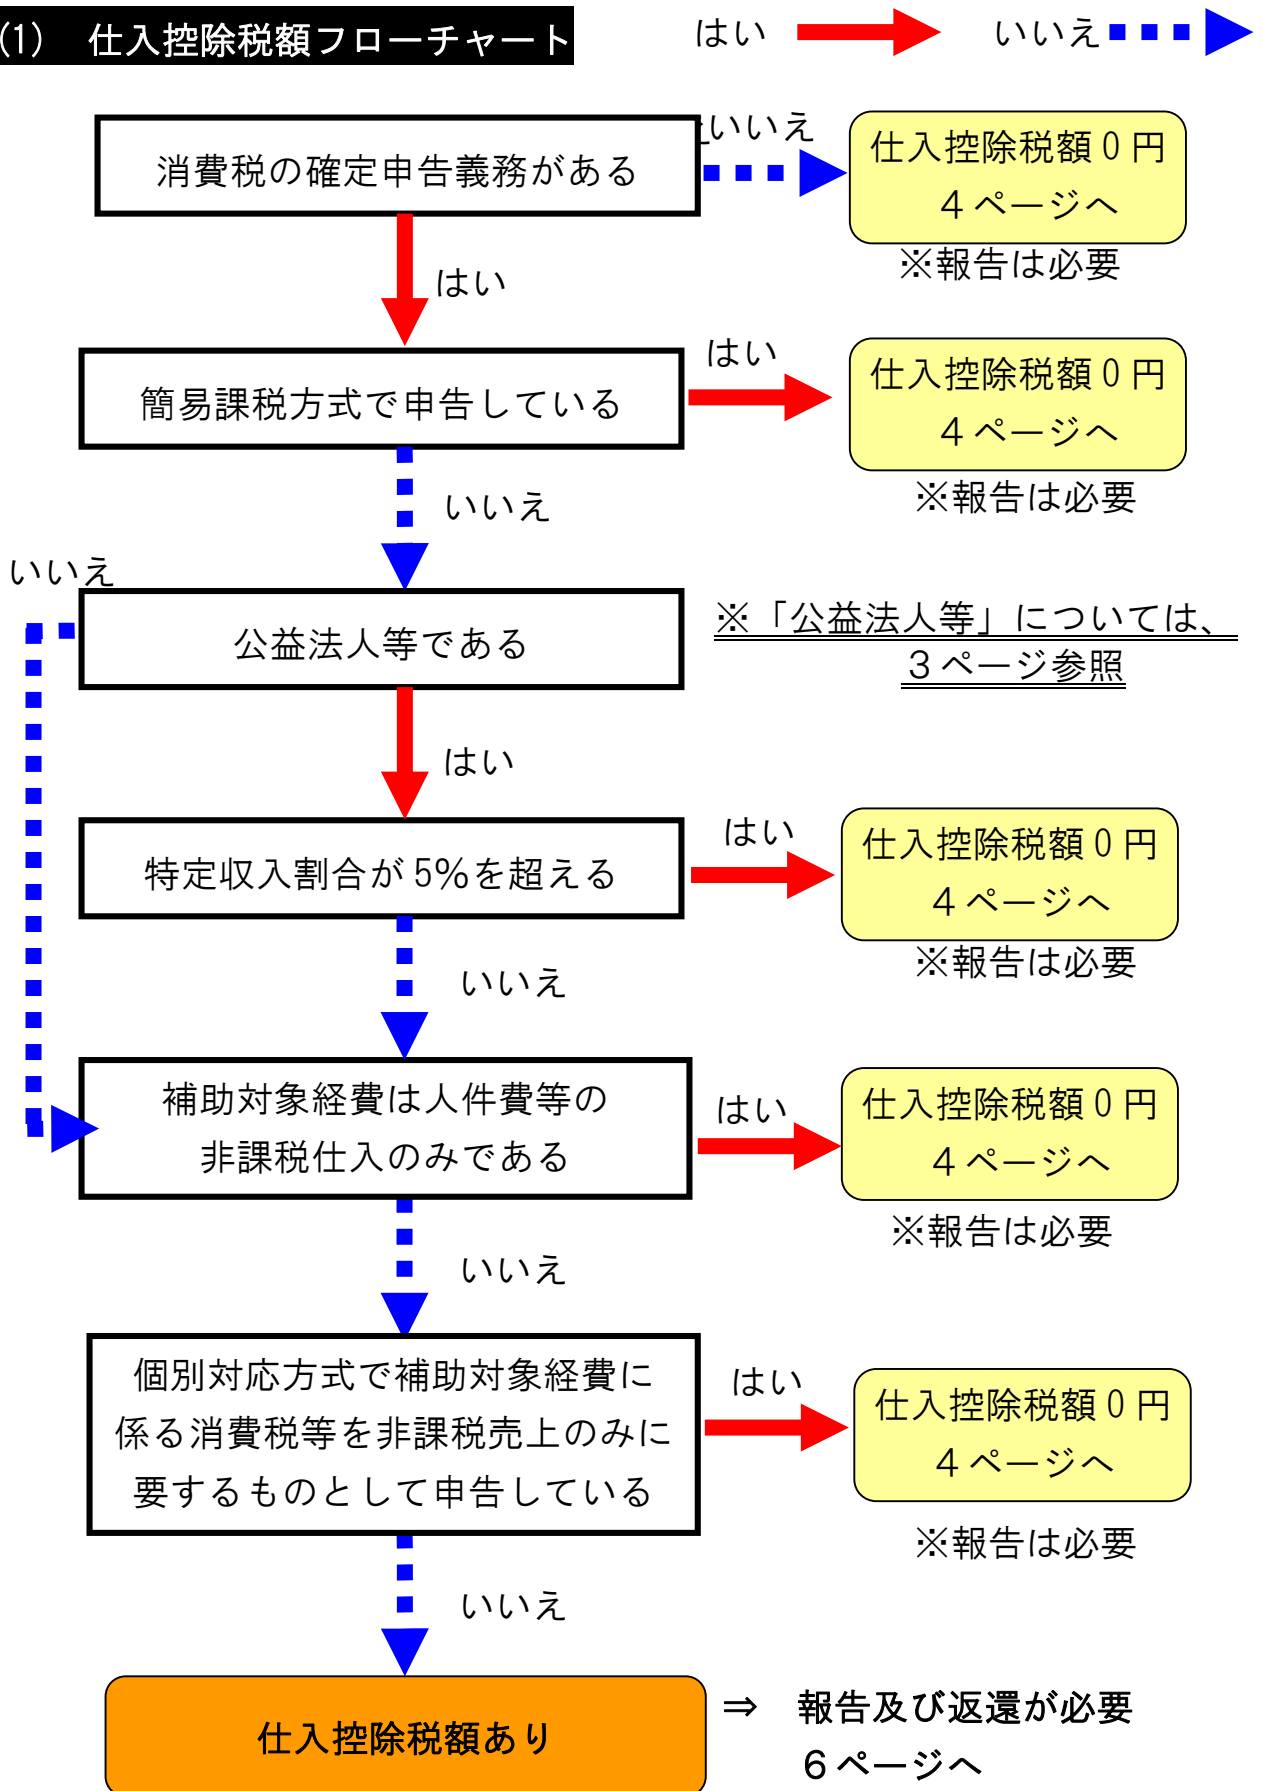 (1)　仕入控除税額フローチャート
はい
いいえ
消費税の確定申告義務がある
いいえ
仕入控除税額０円
４ページへ
※報告は必要
はい
簡易課税方式で申告している
はい
仕入控除税額０円
４ページへ
※報告は必要
いいえ
いいえ
公益法人等である
※「公益法人等」については、
３ページ参照
はい
特定収入割合が5%を超える
はい
仕入控除税額０円
４ページへ
※報告は必要
いいえ
補助対象経費は人件費等の
非課税仕入のみである
はい
仕入控除税額０円
４ページへ
※報告は必要
いいえ
個別対応方式で補助対象経費に
係る消費税等を非課税売上のみに
要するものとして申告している
はい
仕入控除税額０円
４ページへ
※報告は必要
いいえ
仕入控除税額あり
⇒　報告及び返還が必要
６ページへ